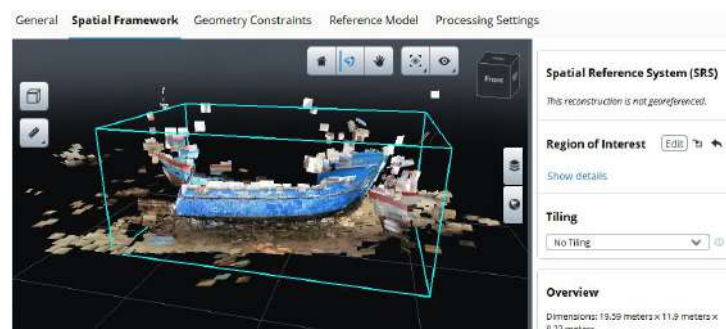 General Spatial Framework Geometry Constraints Reference Model Processing Settings
Front
Spatial Reference System (SRS)
This reconstruction is not georeferenced.
Region of Interest Edit
Show details
Tiling
No Tiling
Overview
Dimensions: 19.59 meters x 11.9 meters x